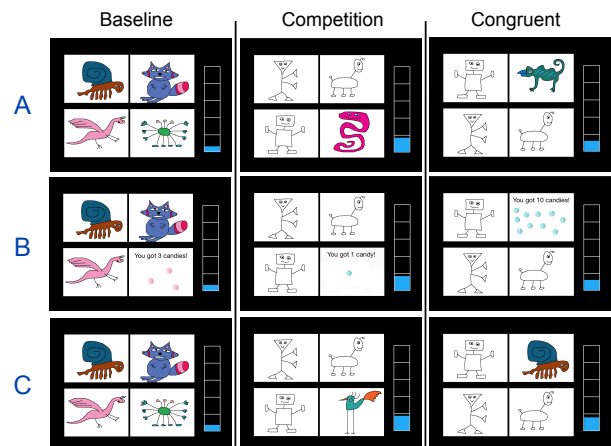 Baseline
Competition
Congruent
A
B
You got 3 candies!
You got 1 candy!
You got 10 candies!
C